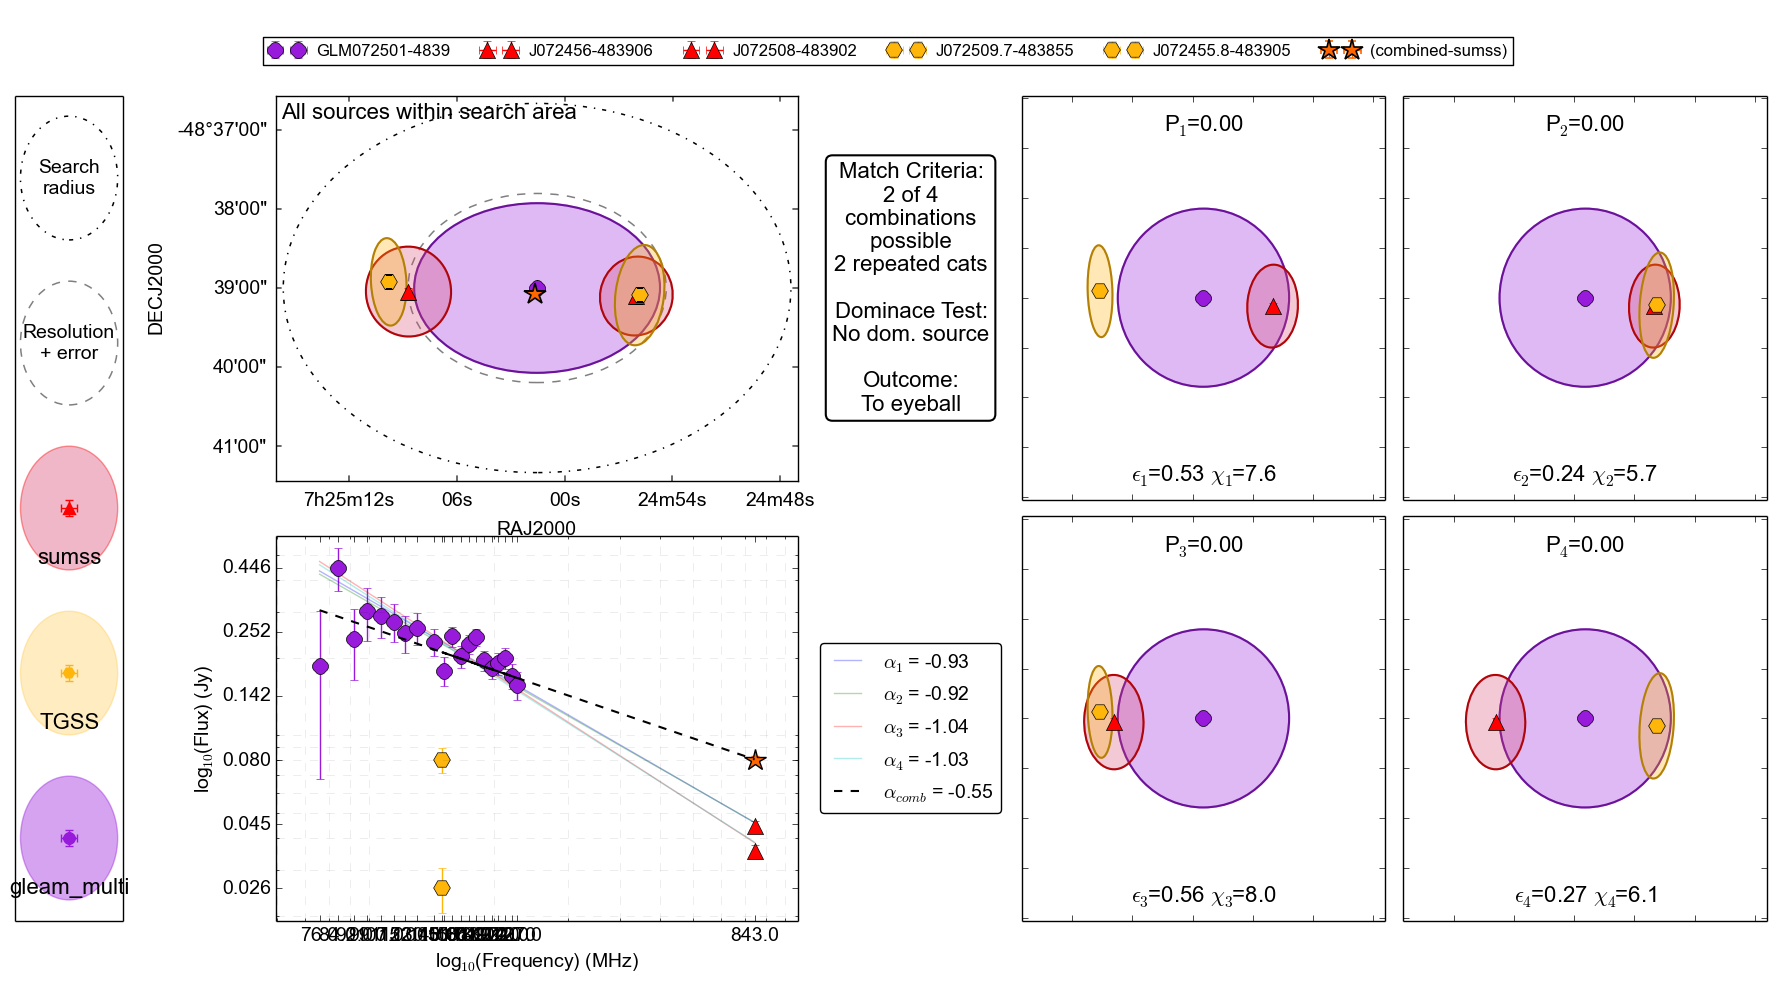 GLM072501-4839 J072456-483906 J072508-483902 J072509.7-483855 J072455.8-483905 (combined-sumss)
Search
radius
Resolution
+ error
sumss
TGSS
gleam_multi
All sources within search area
DECJ2000
-48°37'00"
38'00"
39'00"
40'00"
41'00"
7h25m12s 06s 00s 24m54s 24m48s
RAJ2000
Match Criteria:
2 of 4
combinations
possible
2 repeated cats
Dominace Test:
No dom. source
Outcome:
To eyeball
P1=0.00
ϵ1=0.53 χ1=7.6
P2=0.00
ϵ2=0.24 χ2=5.7
log10(Flux) (Jy)
0.446
0.252
0.142
0.080
0.045
0.026
843.0
log10(Frequency) (MHz)
α1 = -0.93
α2 = -0.92
α3 = -1.04
α4 = -1.03
αcomb = -0.55
P3=0.00
ϵ3=0.56 χ3=8.0
P4=0.00
ϵ4=0.27 χ4=6.1